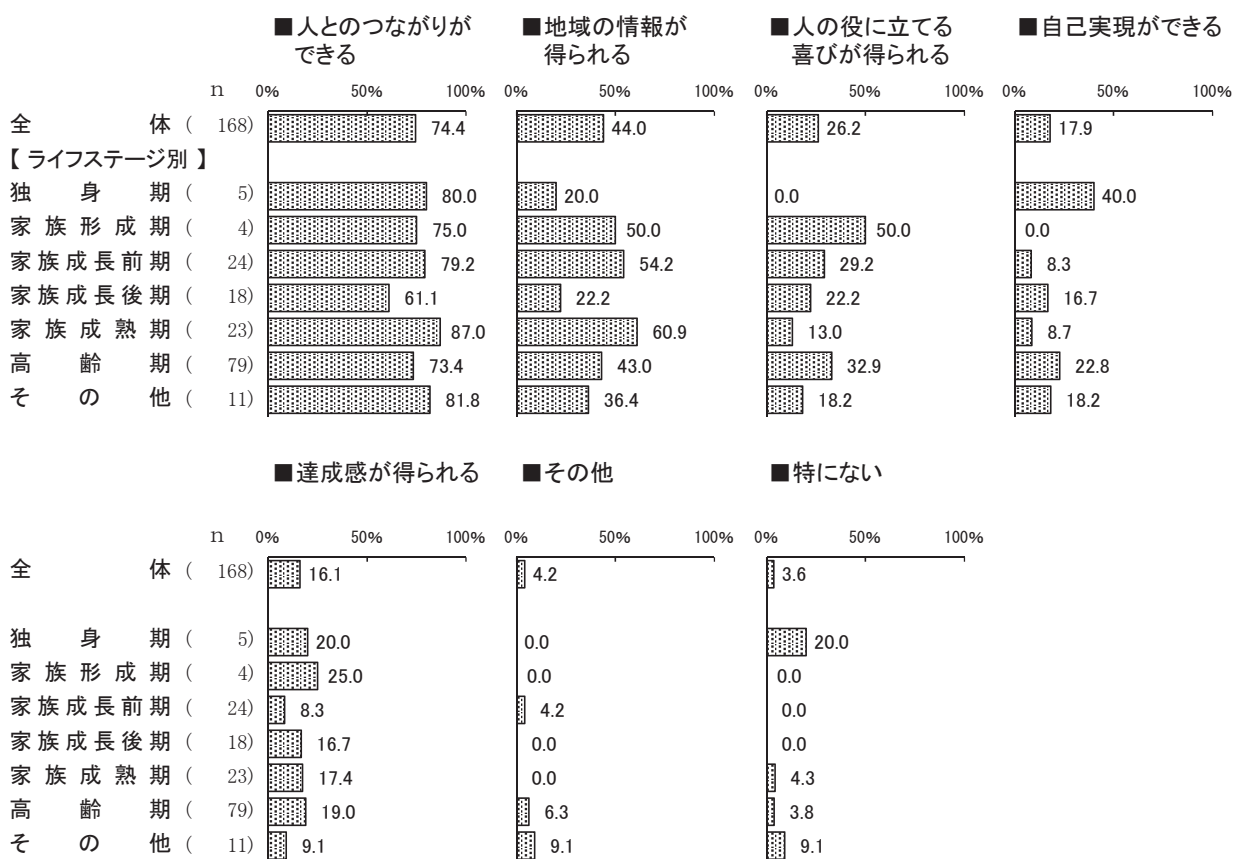 ■人とのつながりができる ■地域の情報が得られる ■人の役に立てる喜びが得られる ■自己実現ができる
n 0% 50% 100% 0% 50% 100% 0% 50% 100% 0% 50% 100%
全体 ( 168) 74.4 44.0 26.2 17.9
【ライフステージ別】
独身期 ( 5) 80.0 20.0 0.0 40.0
家族形成期 ( 4) 75.0 50.0 50.0 0.0
家族成長前期 ( 24) 79.2 54.2 29.2 8.3
家族成長後期 ( 18) 61.1 22.2 22.2 16.7
家族成熟期 ( 23) 87.0 60.9 13.0 8.7
高齢期 ( 79) 73.4 43.0 32.9 22.8
その他 ( 11) 81.8 36.4 18.2 18.2
■達成感が得られる ■その他 ■特にない
n 0% 50% 100% 0% 50% 100% 0% 50% 100%
全体 ( 168) 16.1 4.2 3.6
独身期 ( 5) 20.0 0.0 20.0
家族形成期 ( 4) 25.0 0.0 0.0
家族成長前期 ( 24) 8.3 4.2 0.0
家族成長後期 ( 18) 16.7 0.0 0.0
家族成熟期 ( 23) 17.4 0.0 4.3
高齢期 ( 79) 19.0 6.3 3.8
その他 ( 11) 9.1 9.1 9.1